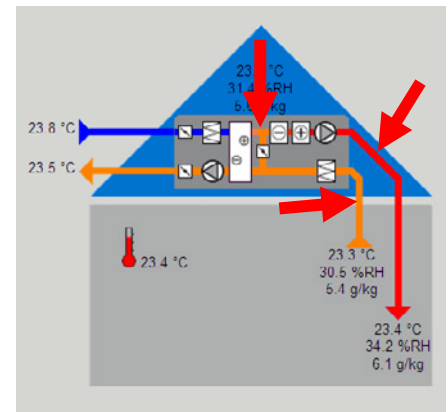 °C
23.8 °C
23.5 °C
23.4 °C
23.3 °C
30.5 %RH
5.4 g/kg
23.4 °C
34.2 %RH
6.1 g/kg